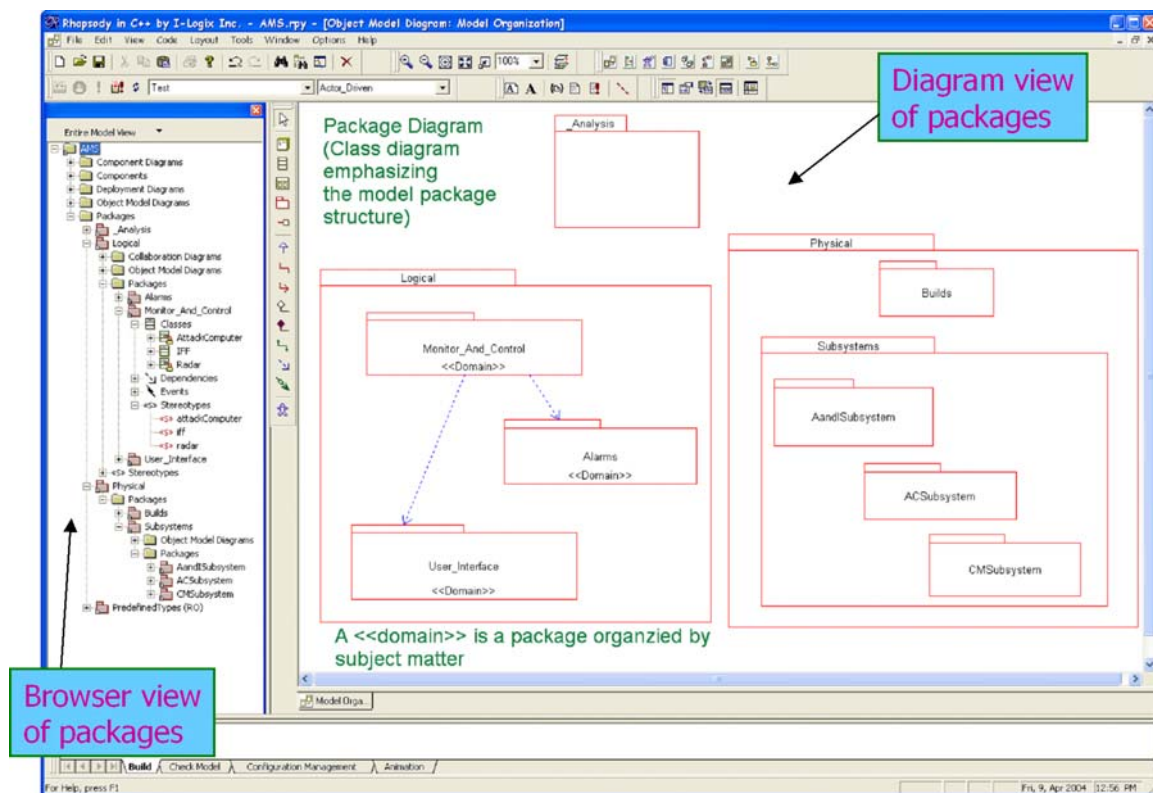 Rhapsody in C++ by I-Logix Inc. - AMS.rpy - [Object Model Diagram: Model Organization]
File Edit View Code Layout Tools Window Options Help
100%
Test
Actor_Driven
Diagram view
of packages
Entire Model View
AMS
Component Diagrams
Components
Deployment Diagrams
Object Model Diagrams
Packages
_Analysis
Logical
Collaboration Diagrams
Object Model Diagrams
Packages
Alarms
Monitor_And_Control
Classes
AttackComputer
IFF
Radar
Dependencies
Events
«S» Stereotypes
«S» attackComputer
«S» iff
«S» radar
User_Interface
«S» Stereotypes
Physical
Packages
Builds
Subsystems
Object Model Diagrams
Packages
AandISubsystem
ACSubsystem
CMSubsystem
PredefinedTypes (RO)
Package Diagram
(Class diagram
emphasizing
the model package
structure)
_Analysis
Logical
Monitor_And_Control
<<Domain>>
Alarms
<<Domain>>
User_Interface
<<Domain>>
Physical
Builds
Subsystems
AandISubsystem
ACSubsystem
CMSubsystem
A <<domain>> is a package organzied by
subject matter
Browser view
of packages
Model Orga...
Build Check Model Configuration Management Animation
For Help, press F1
Fri, 9, Apr 2004 12:56 PM